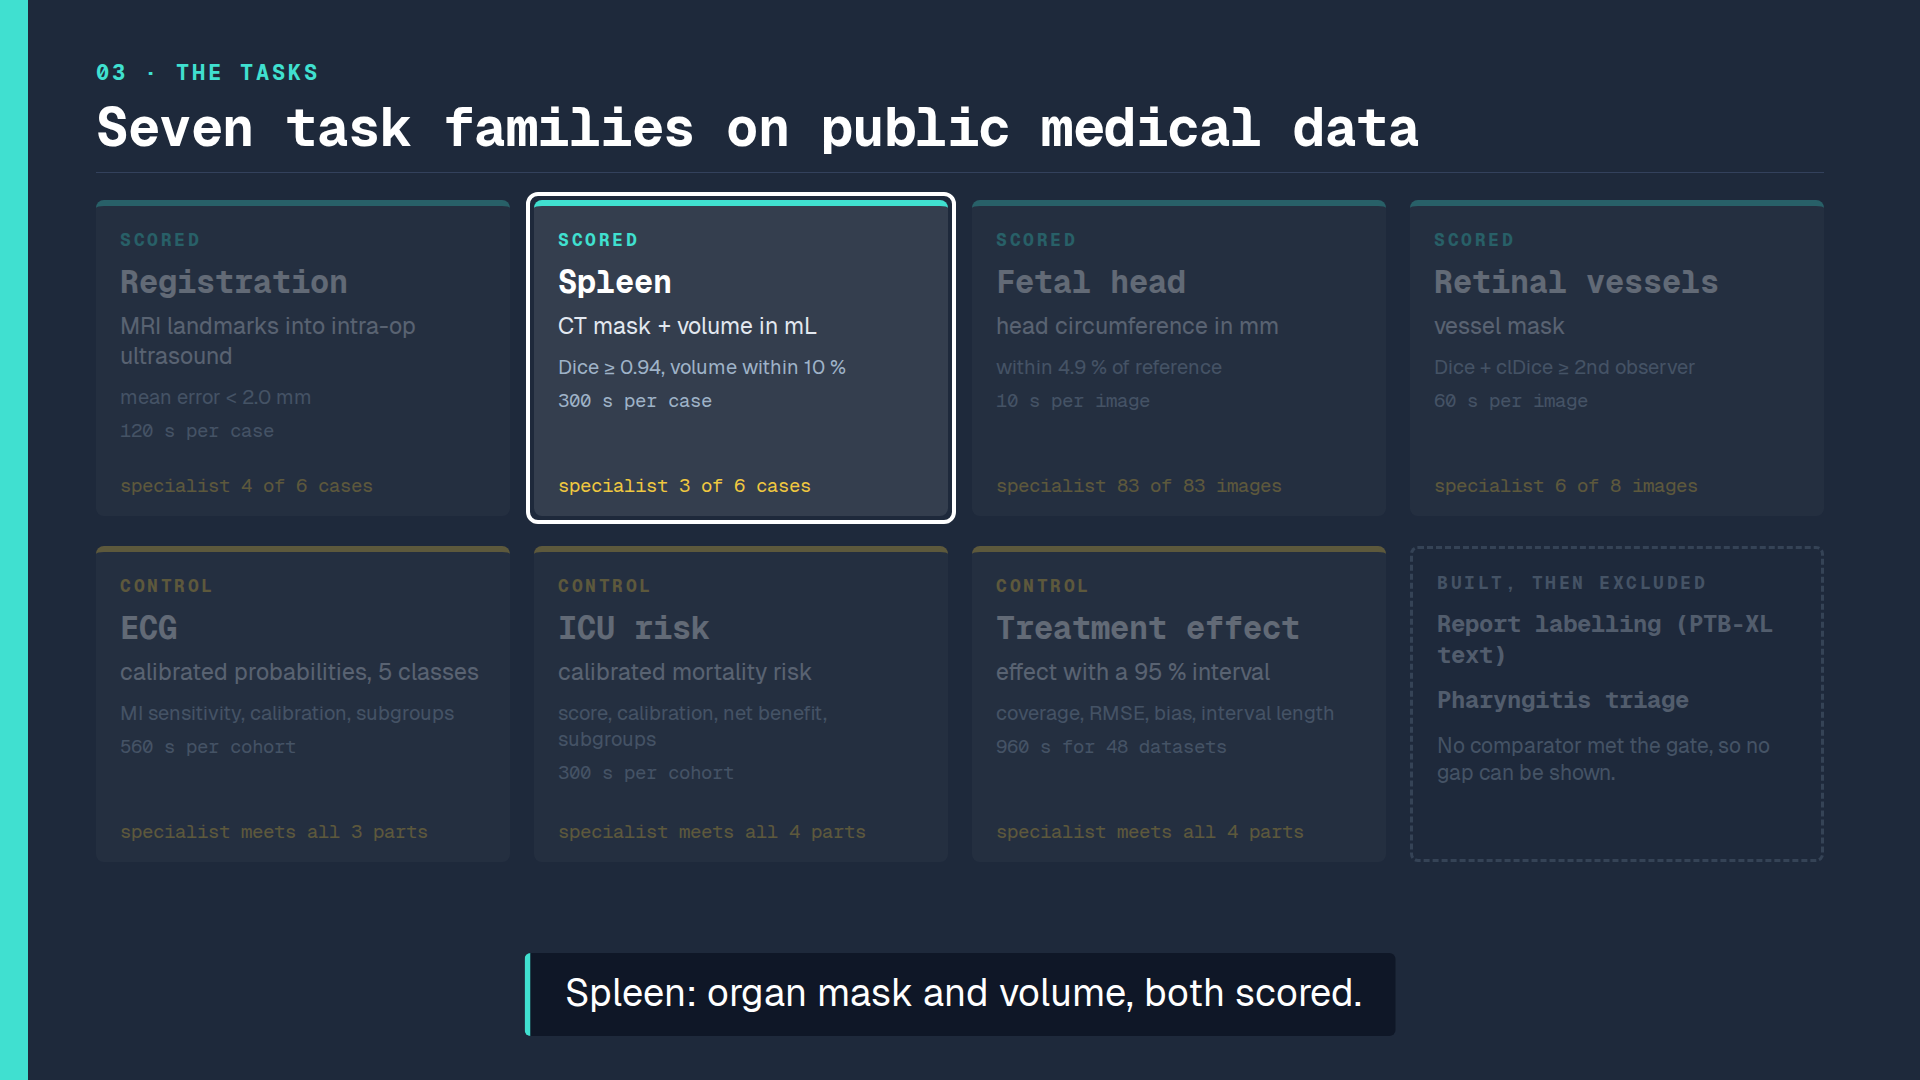 03 · THE TASKS
Seven task families on public medical data
SCORED
Registration
MRI landmarks into intra-op
ultrasound
mean error < 2.0 mm
120 s per case
specialist 4 of 6 cases
SCORED
Spleen
CT mask + volume in mL
Dice ≥ 0.94, volume within 10 %
300 s per case
specialist 3 of 6 cases
SCORED
Fetal head
head circumference in mm
within 4.9 % of reference
10 s per image
specialist 83 of 83 images
SCORED
Retinal vessels
vessel mask
Dice + clDice ≥ 2nd observer
60 s per image
specialist 6 of 8 images
CONTROL
ECG
calibrated probabilities, 5 classes
MI sensitivity, calibration, subgroups
560 s per cohort
specialist meets all 3 parts
CONTROL
ICU risk
calibrated mortality risk
score, calibration, net benefit,
subgroups
300 s per cohort
specialist meets all 4 parts
CONTROL
Treatment effect
effect with a 95 % interval
coverage, RMSE, bias, interval length
960 s for 48 datasets
specialist meets all 4 parts
BUILT, THEN EXCLUDED
Report labelling (PTB-XL
text)
Pharyngitis triage
No comparator met the gate, so no
gap can be shown.
Spleen: organ mask and volume, both scored.